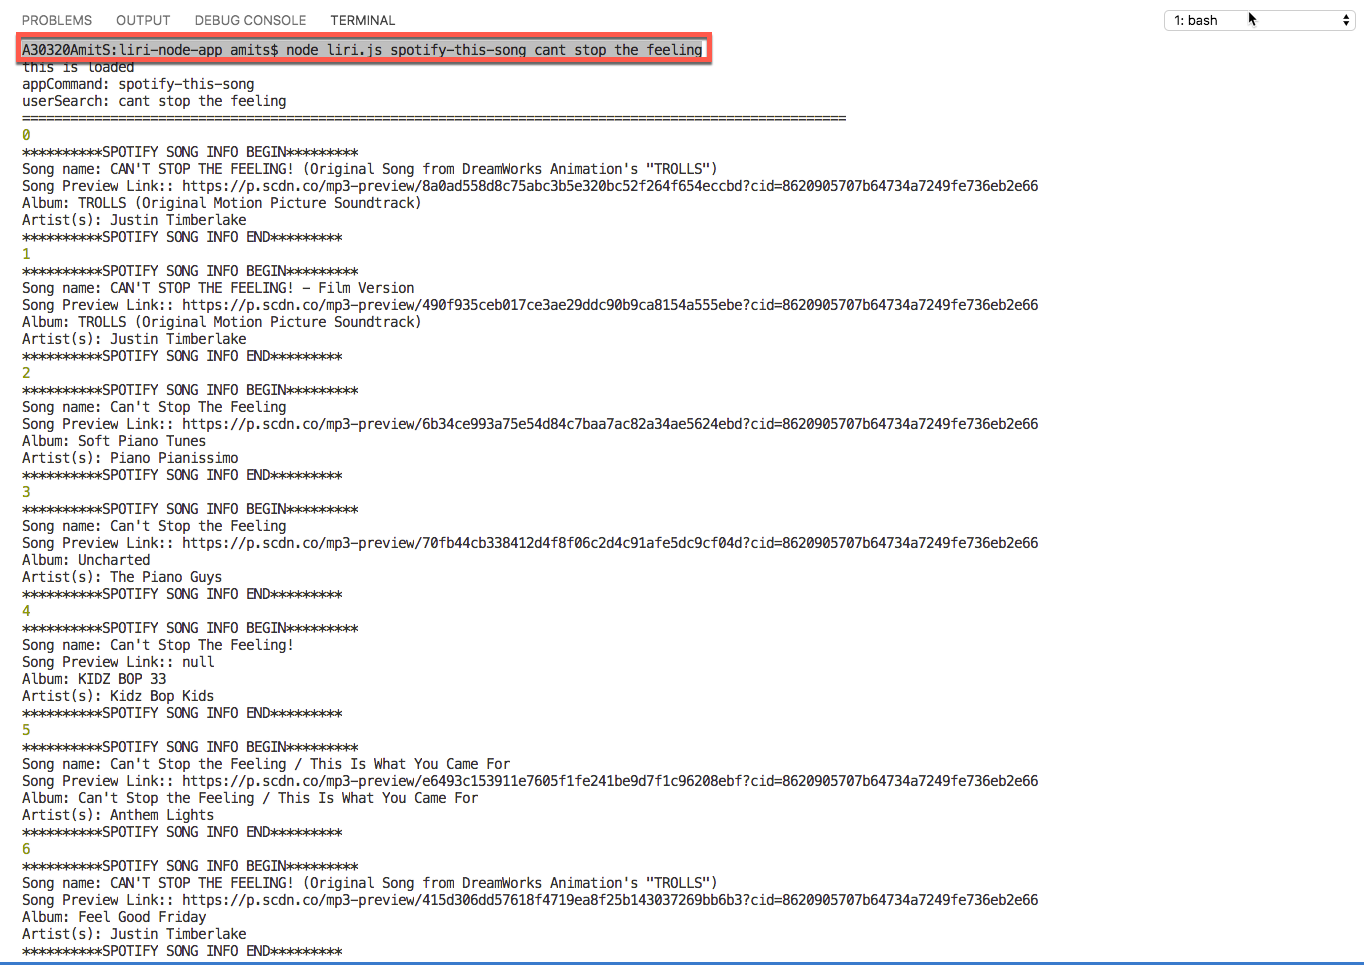 PROBLEMS OUTPUT DEBUG CONSOLE TERMINAL 1: bash
A30320AmitS:liri-node-app amits$ node liri.js spotify-this-song cant stop the feeling
this is loaded
appCommand: spotify-this-song
userSearch: cant stop the feeling
=======================================================================================================
0
**********SPOTIFY SONG INFO BEGIN*********
Song name: CAN'T STOP THE FEELING! (Original Song from DreamWorks Animation's "TROLLS")
Song Preview Link:: https://p.scdn.co/mp3-preview/8a0ad558d8c75abc3b5e320bc52f264f654eccbd?cid=8620905707b64734a7249fe736eb2e66
Album: TROLLS (Original Motion Picture Soundtrack)
Artist(s): Justin Timberlake
**********SPOTIFY SONG INFO END*********
1
**********SPOTIFY SONG INFO BEGIN*********
Song name: CAN'T STOP THE FEELING! - Film Version
Song Preview Link:: https://p.scdn.co/mp3-preview/490f935ceb017ce3ae29ddc90b9ca8154a555ebe?cid=8620905707b64734a7249fe736eb2e66
Album: TROLLS (Original Motion Picture Soundtrack)
Artist(s): Justin Timberlake
**********SPOTIFY SONG INFO END*********
2
**********SPOTIFY SONG INFO BEGIN*********
Song name: Can't Stop The Feeling
Song Preview Link:: https://p.scdn.co/mp3-preview/6b34ce993a75e54d84c7baa7ac82a34ae5624ebd?cid=8620905707b64734a7249fe736eb2e66
Album: Soft Piano Tunes
Artist(s): Piano Pianissimo
**********SPOTIFY SONG INFO END*********
3
**********SPOTIFY SONG INFO BEGIN*********
Song name: Can't Stop the Feeling
Song Preview Link:: https://p.scdn.co/mp3-preview/70fb44cb338412d4f8f06c2d4c91afe5dc9cf04d?cid=8620905707b64734a7249fe736eb2e66
Album: Uncharted
Artist(s): The Piano Guys
**********SPOTIFY SONG INFO END*********
4
**********SPOTIFY SONG INFO BEGIN*********
Song name: Can't Stop The Feeling!
Song Preview Link:: null
Album: KIDZ BOP 33
Artist(s): Kidz Bop Kids
**********SPOTIFY SONG INFO END*********
5
**********SPOTIFY SONG INFO BEGIN*********
Song name: Can't Stop the Feeling / This Is What You Came For
Song Preview Link:: https://p.scdn.co/mp3-preview/e6493c153911e7605f1fe241be9d7f1c96208ebf?cid=8620905707b64734a7249fe736eb2e66
Album: Can't Stop the Feeling / This Is What You Came For
Artist(s): Anthem Lights
**********SPOTIFY SONG INFO END*********
6
**********SPOTIFY SONG INFO BEGIN*********
Song name: CAN'T STOP THE FEELING! (Original Song from DreamWorks Animation's "TROLLS")
Song Preview Link:: https://p.scdn.co/mp3-preview/415d306dd57618f4719ea8f25b143037269bb6b3?cid=8620905707b64734a7249fe736eb2e66
Album: Feel Good Friday
Artist(s): Justin Timberlake
**********SPOTIFY SONG INFO END*********